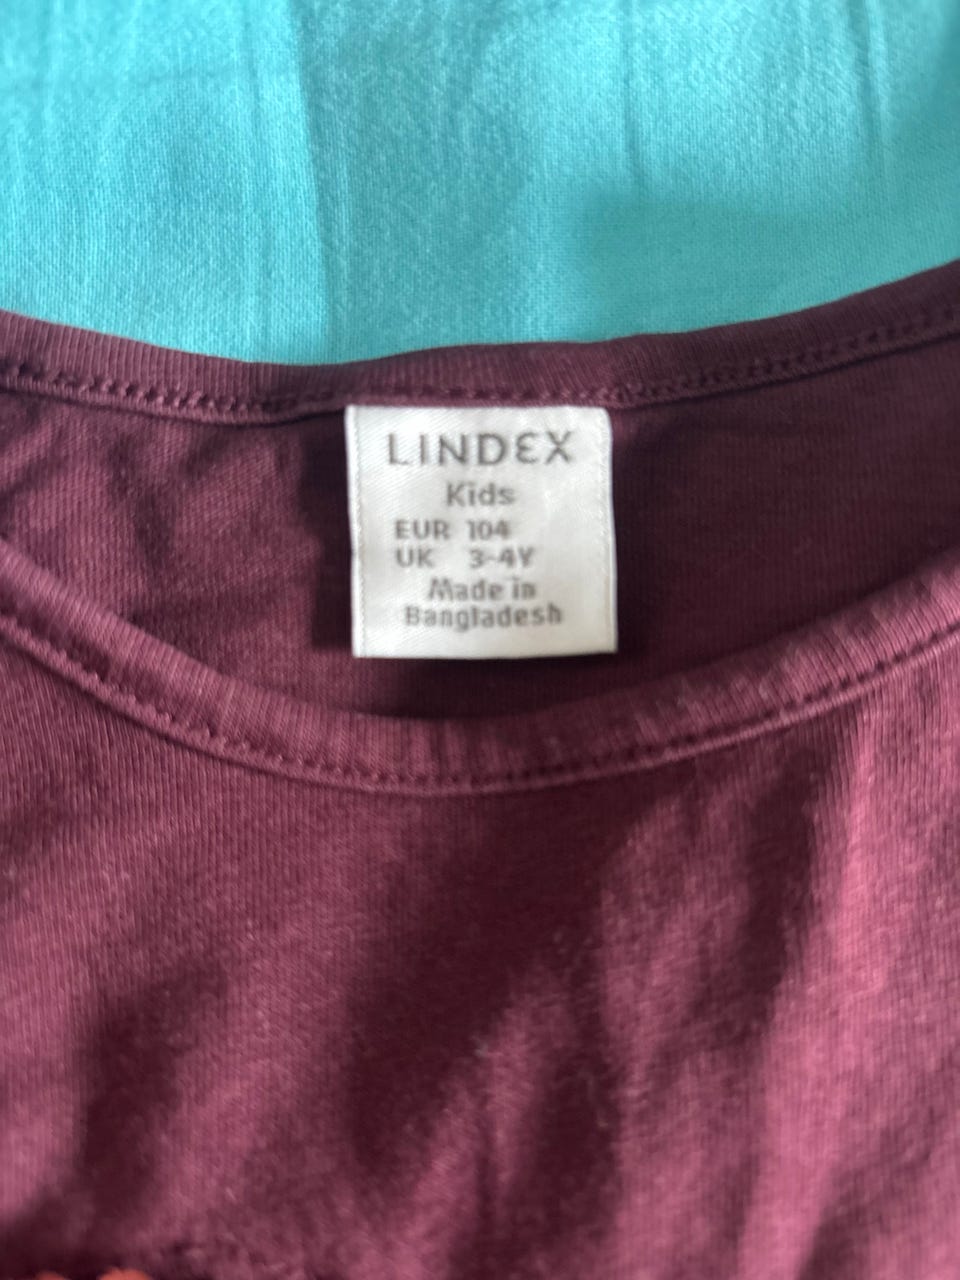 LINDEX
Kids
EUR 104
UK 3-4Y
Made in
Bangladesh